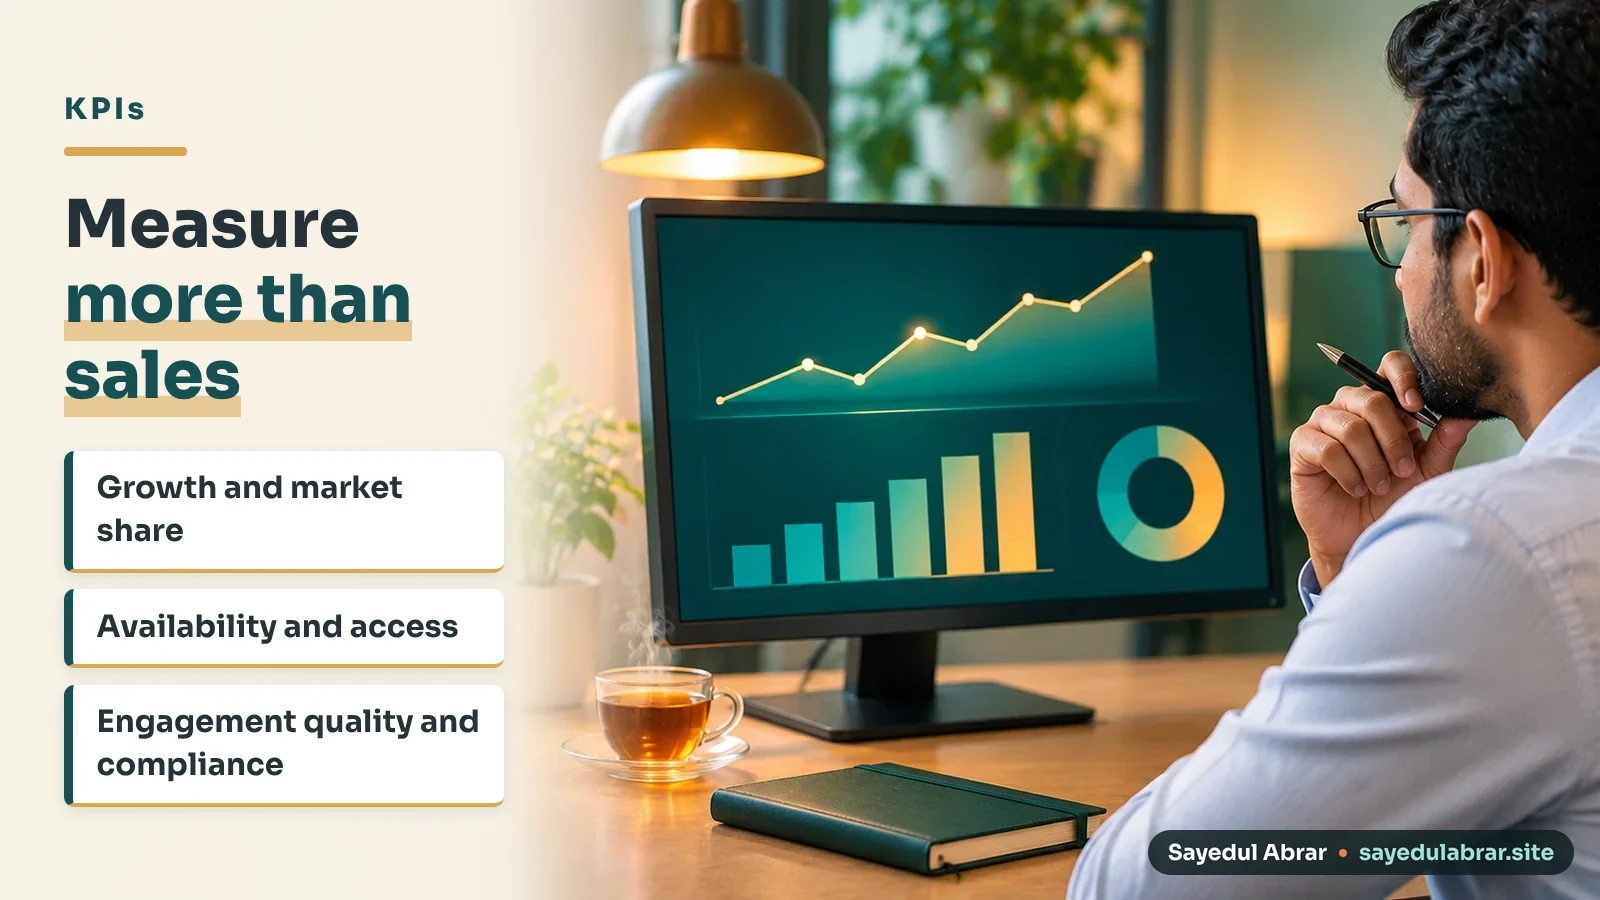 KPIs
Measure
more than
sales
Growth and market
share
Availability and access
Engagement quality and
compliance
Sayedul Abrar • sayedulabrar.site